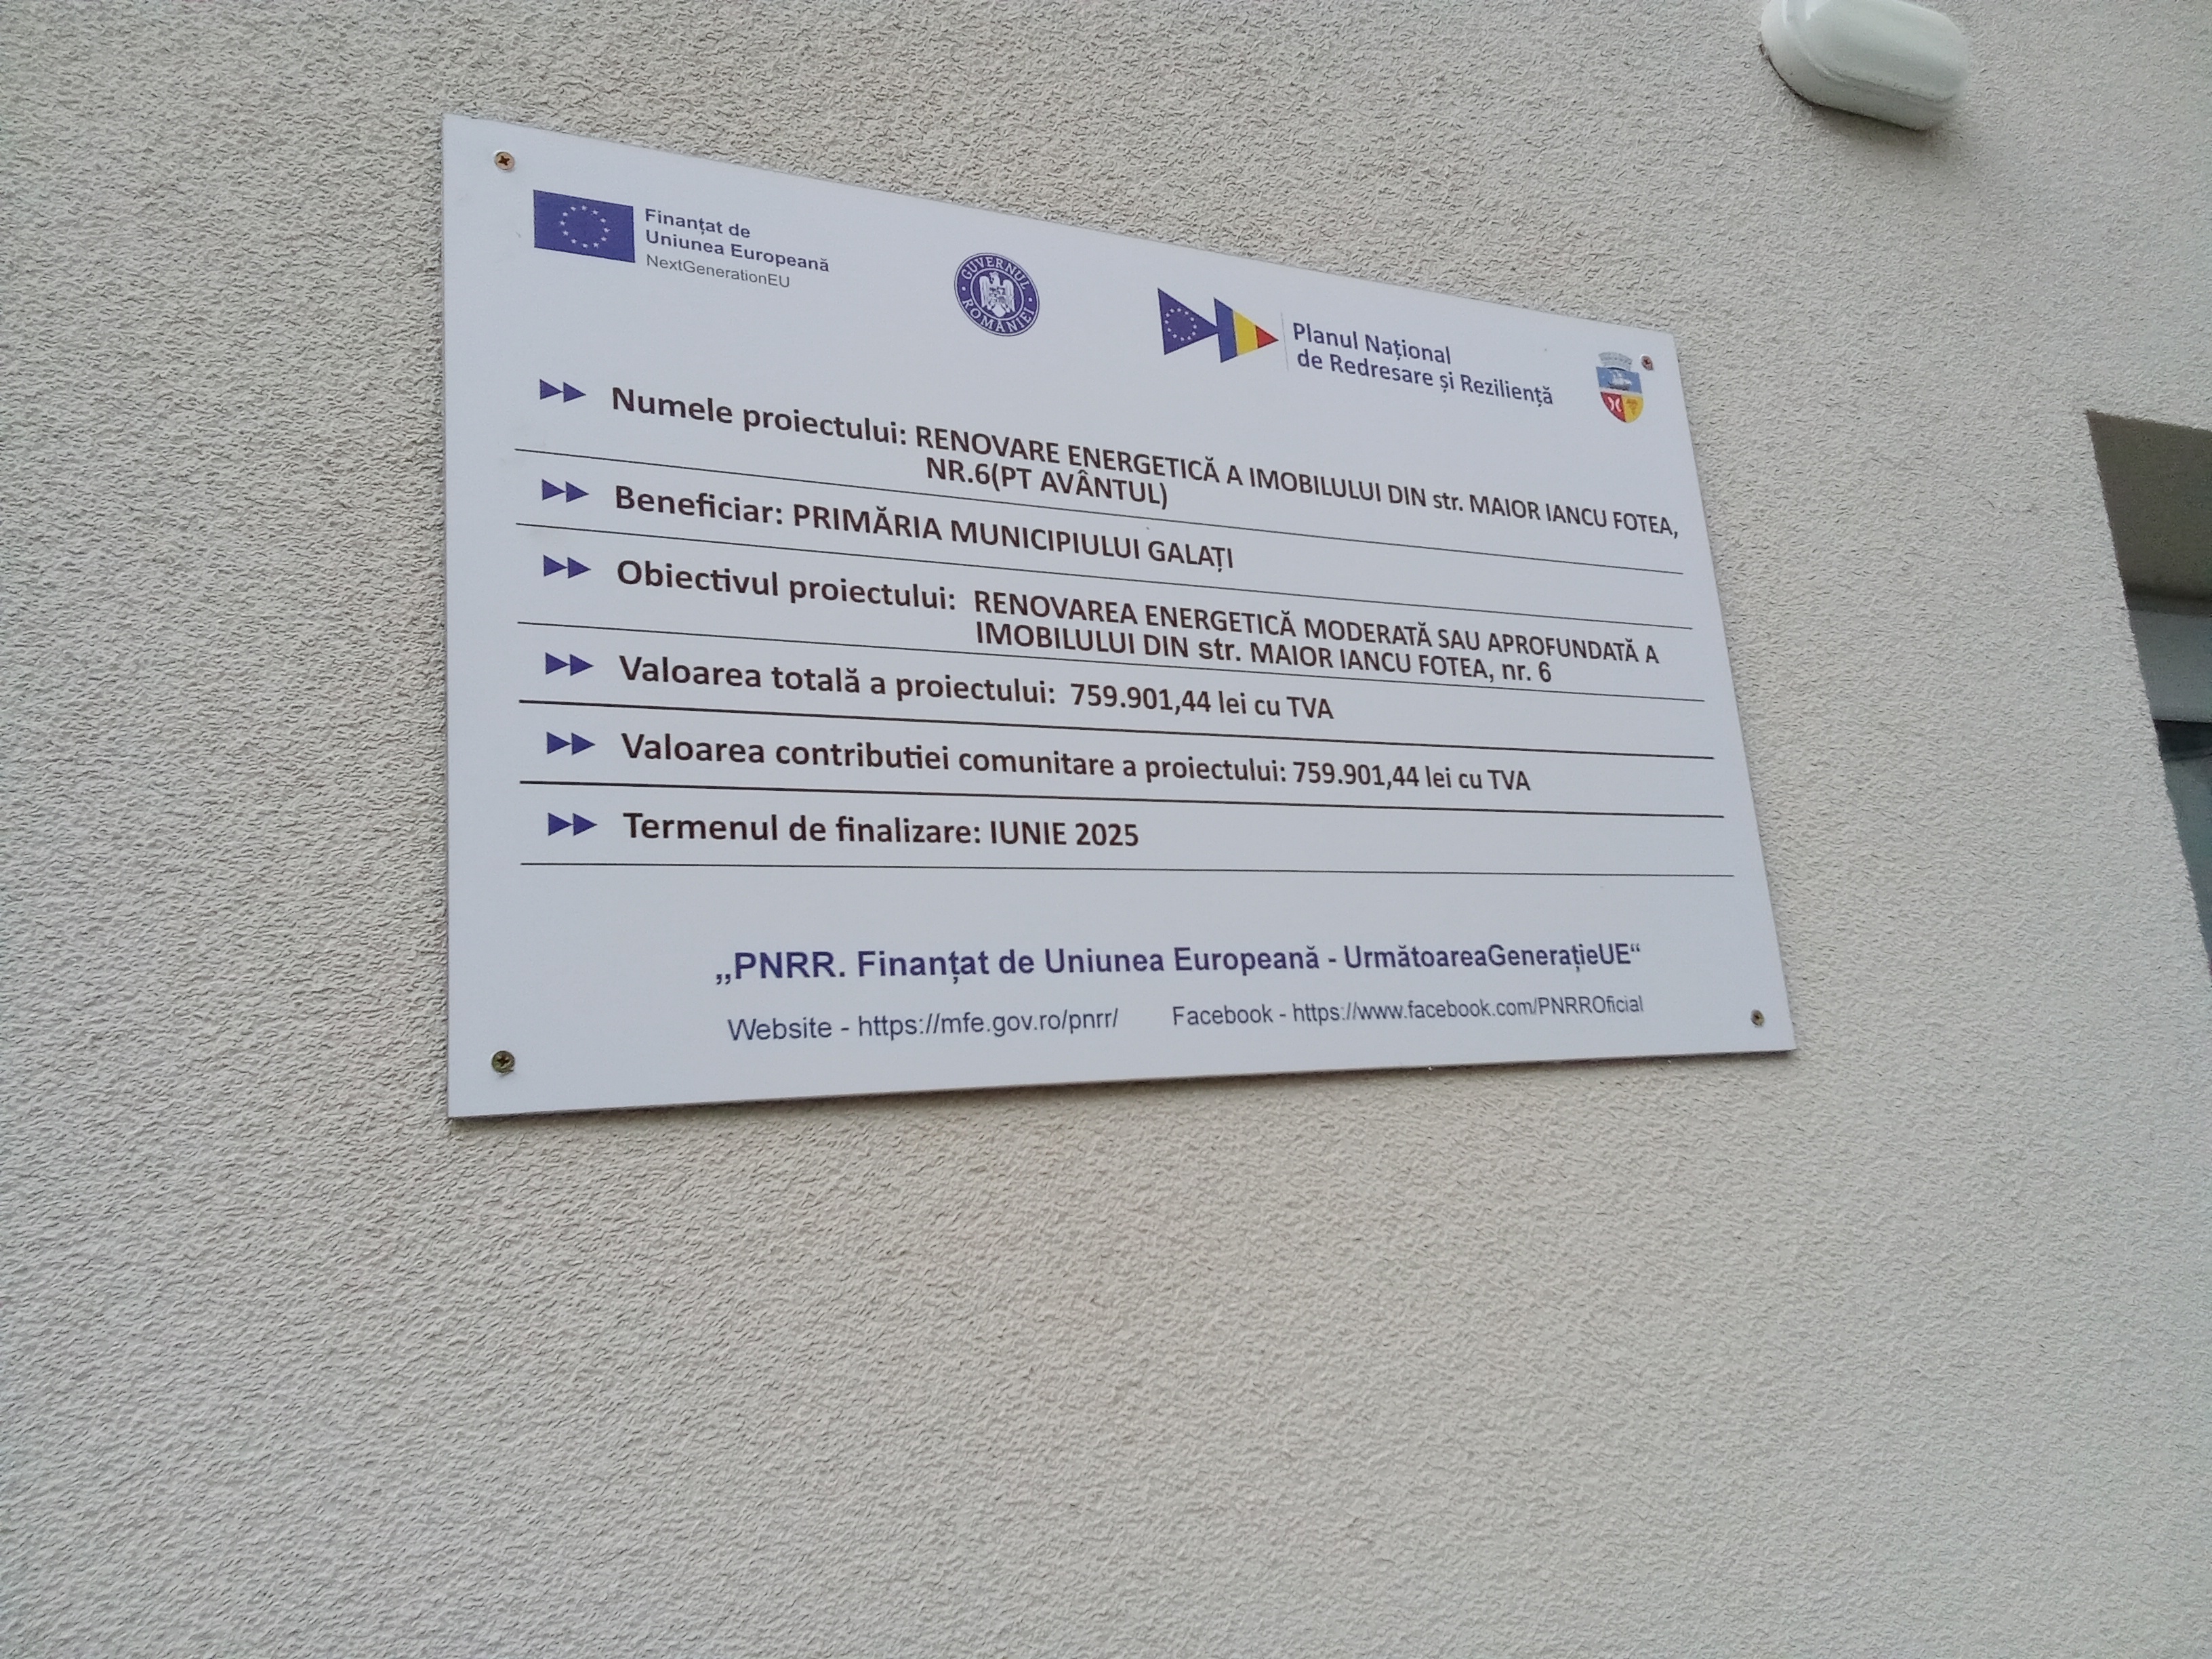 Finanțat de
Uniunea Europeană
NextGenerationEU
GUVERNUL ROMÂNIEI
Planul Național
de Redresare și Reziliență
Numele proiectului: RENOVARE ENERGETICĂ A IMOBILULUI DIN str. MAIOR IANCU FOTEA,
NR.6(PT AVÂNTUL)
Beneficiar: PRIMĂRIA MUNICIPIULUI GALAȚI
Obiectivul proiectului: RENOVAREA ENERGETICĂ MODERATĂ SAU APROFUNDATĂ A
IMOBILULUI DIN str. MAIOR IANCU FOTEA, nr. 6
Valoarea totală a proiectului: 759.901,44 lei cu TVA
Valoarea contributiei comunitare a proiectului: 759.901,44 lei cu TVA
Termenul de finalizare: IUNIE 2025
„PNRR. Finanțat de Uniunea Europeană - UrmătoareaGenerațieUE“
Website - https://mfe.gov.ro/pnrr/ Facebook - https://www.facebook.com/PNRROficial